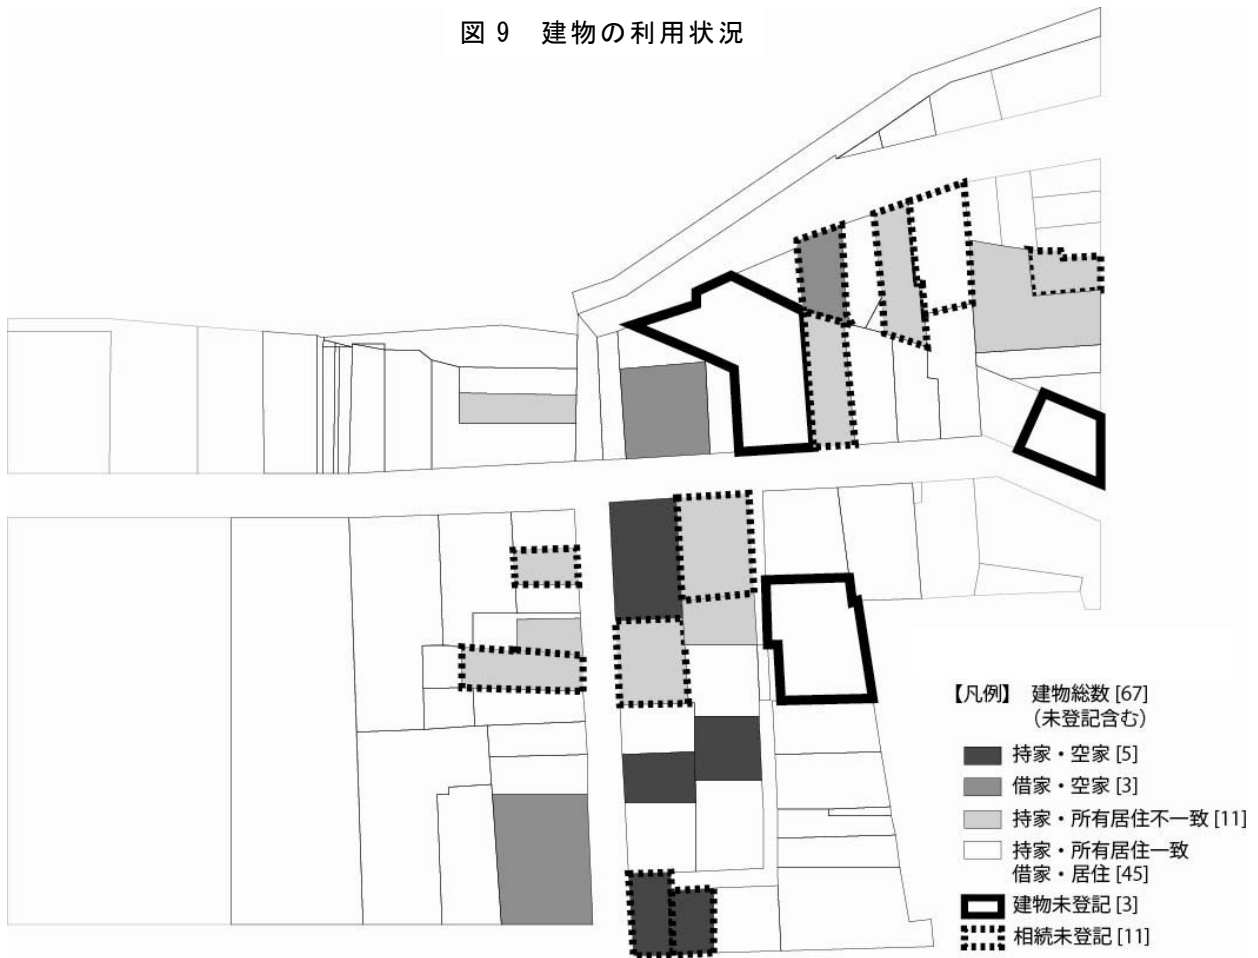 図 9 建物の利用状況
【凡例】 建物総数 [67]
(未登記含む)
持家・空家 [5]
借家・空家 [3]
持家・所有居住不一致 [11]
持家・所有居住一致
借家・居住 [45]
建物未登記 [3]
相続未登記 [11]